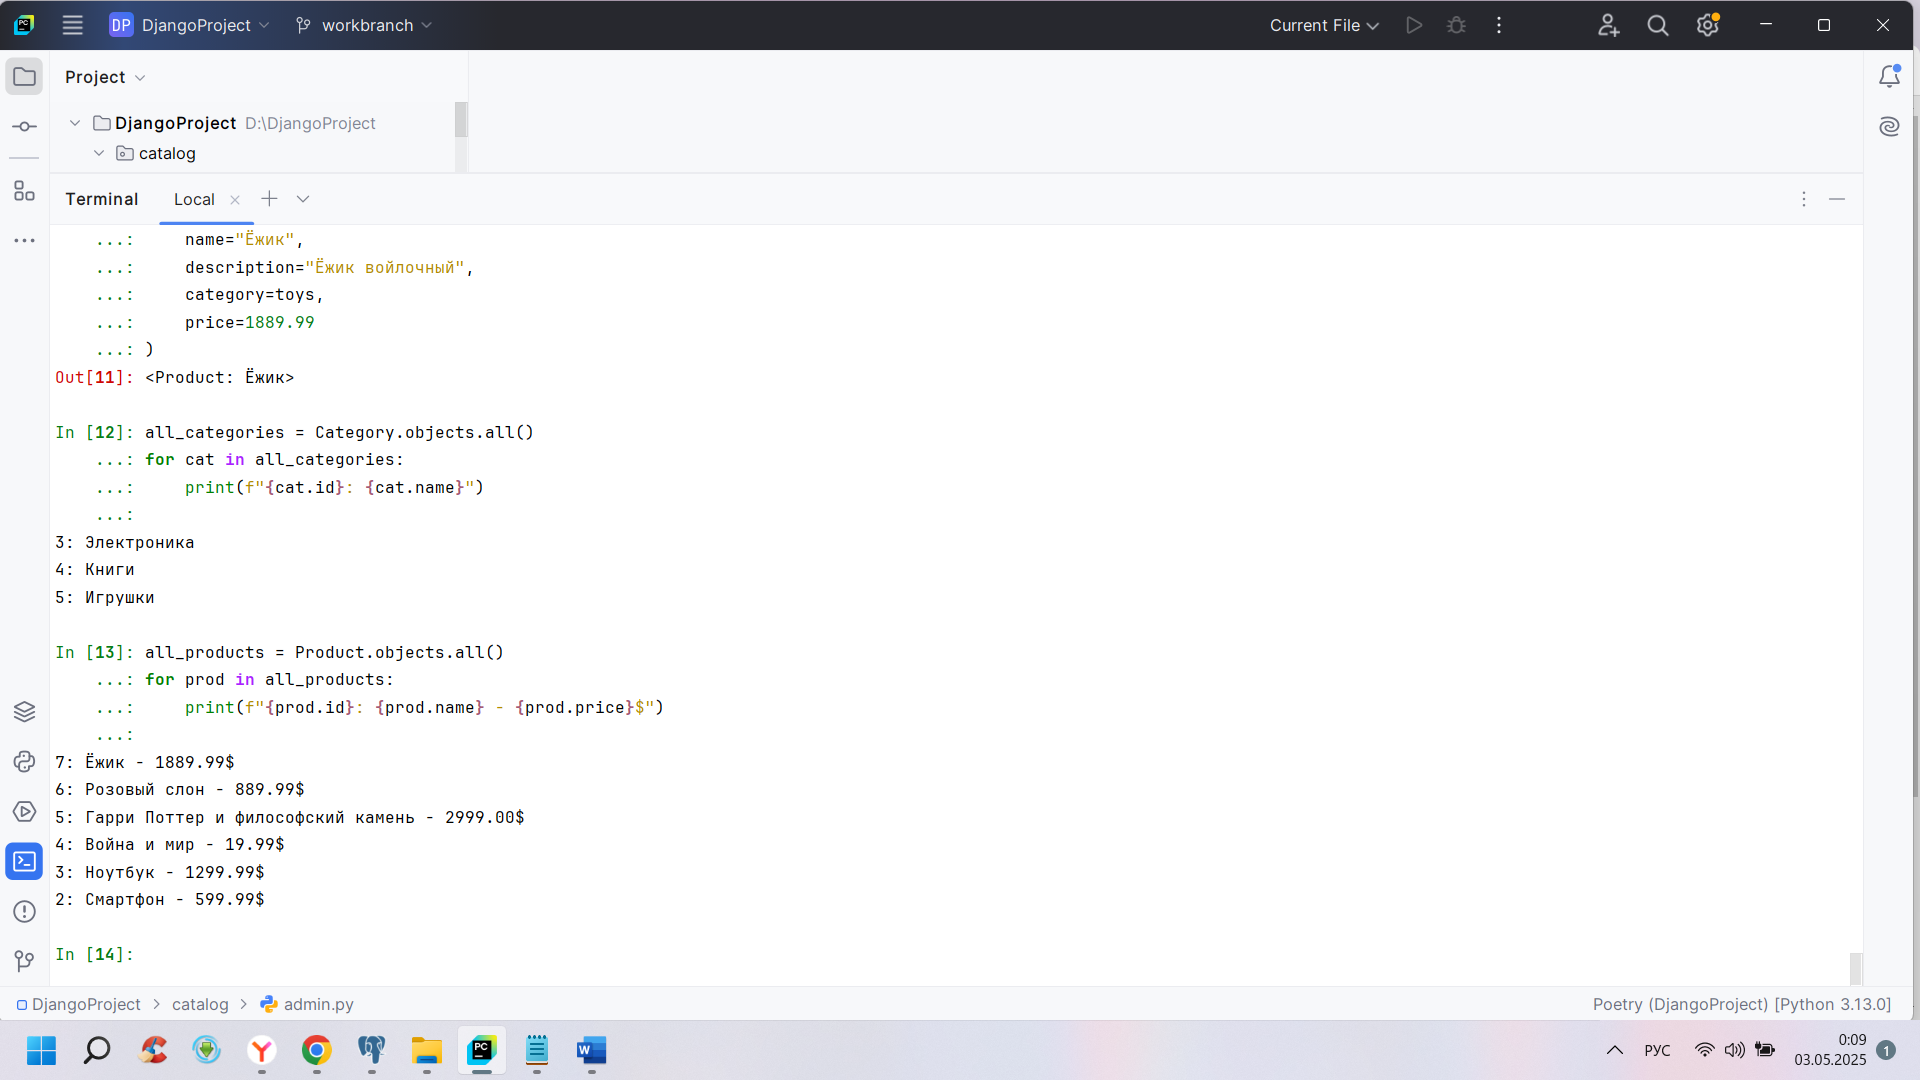 DP DjangoProject workbranch Current File
Project
DjangoProject D:\DjangoProject
catalog
Terminal Local
...:     name="Ёжик",
...:     description="Ёжик войлочный",
...:     category=toys,
...:     price=1889.99
...: )
Out[11]: <Product: Ёжик>
In [12]: all_categories = Category.objects.all()
...: for cat in all_categories:
...:     print(f"{cat.id}: {cat.name}")
...:
3: Электроника
4: Книги
5: Игрушки
In [13]: all_products = Product.objects.all()
...: for prod in all_products:
...:     print(f"{prod.id}: {prod.name} - {prod.price}$")
...:
7: Ёжик - 1889.99$
6: Розовый слон - 889.99$
5: Гарри Поттер и философский камень - 2999.00$
4: Война и мир - 19.99$
3: Ноутбук - 1299.99$
2: Смартфон - 599.99$
In [14]:
DjangoProject > catalog > admin.py Poetry (DjangoProject) [Python 3.13.0]
РУС 0:09
03.05.2025 1